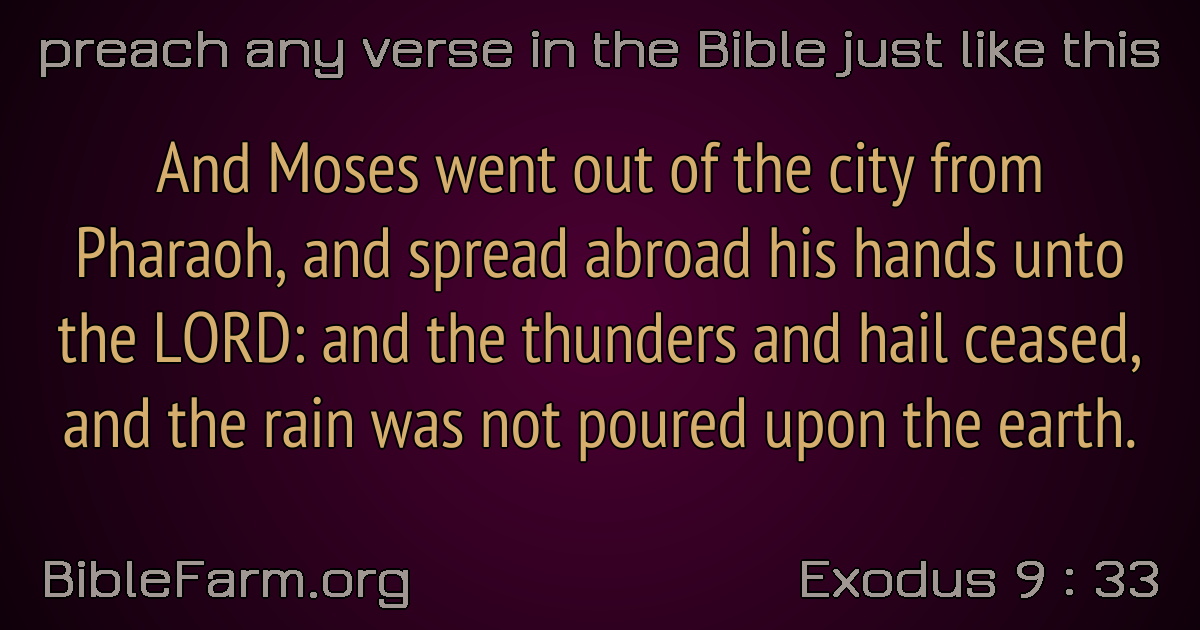 preach any verse in the Bible just like this
And Moses went out of the city from
Pharaoh, and spread abroad his hands unto
the LORD: and the thunders and hail ceased,
and the rain was not poured upon the earth.
BibleFarm.org
Exodus 9 : 33